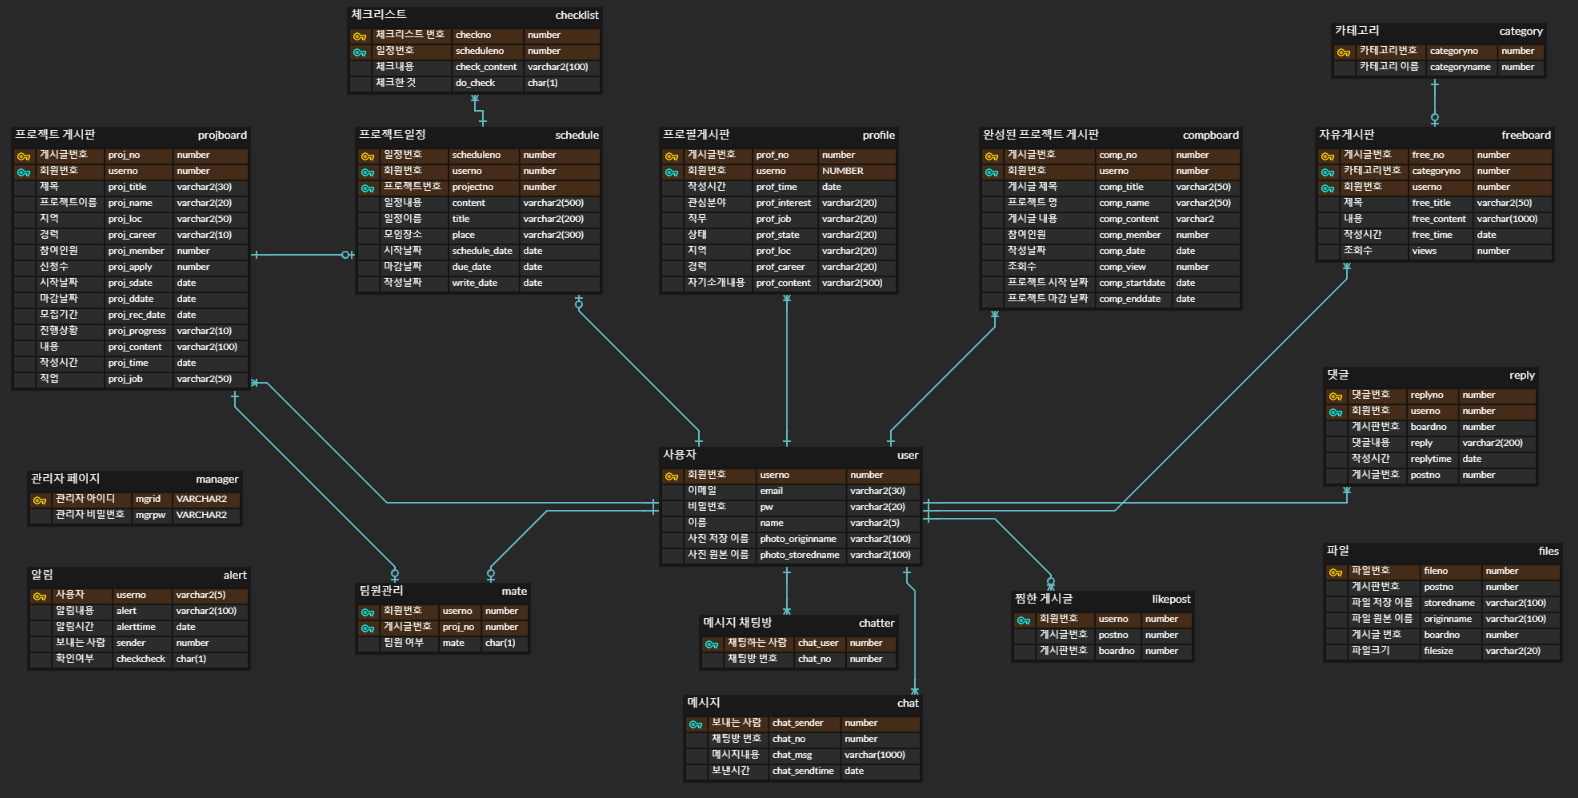 체크리스트 checklist
체크리스트 번호 checkno number
일정번호 scheduleno number
체크내용 check_content varchar2(100)
체크한 것 do_check char(1)
카테고리 category
카테고리번호 categoryno number
카테고리 이름 categoryname number
프로젝트 게시판 projboard
게시글번호 proj_no number
회원번호 userno number
제목 proj_title varchar2(30)
프로젝트이름 proj_name varchar2(20)
지역 proj_loc varchar2(50)
경력 proj_career varchar2(10)
참여인원 proj_member number
신청수 proj_apply number
시작날짜 proj_sdate date
마감날짜 proj_ddate date
모집기간 proj_rec_date date
진행상황 proj_progress varchar2(10)
내용 proj_content varchar2(100)
작성시간 proj_time date
직업 proj_job varchar2(50)
프로젝트일정 schedule
일정번호 scheduleno number
회원번호 userno number
프로젝트번호 projectno number
일정내용 content varchar2(500)
일정이름 title varchar2(200)
모임장소 place varchar2(300)
시작날짜 schedule_date date
마감날짜 due_date date
작성날짜 write_date date
프로필게시판 profile
게시글번호 prof_no number
회원번호 userno NUMBER
작성시간 prof_time date
관심분야 prof_interest varchar2(20)
직무 prof_job varchar2(20)
상태 prof_state varchar2(20)
지역 prof_loc varchar2(20)
경력 prof_career varchar2(20)
자기소개내용 prof_content varchar2(500)
완성된 프로젝트 게시판 compboard
게시글번호 comp_no number
회원번호 userno number
게시글 제목 comp_title varchar2(50)
프로젝트 명 comp_name varchar2(50)
게시글 내용 comp_content varchar2
참여인원 comp_member number
작성날짜 comp_date date
조회수 comp_view number
프로젝트 시작 날짜 comp_startdate date
프로젝트 마감 날짜 comp_enddate date
자유게시판 freeboard
게시글번호 free_no number
카테고리번호 categoryno number
회원번호 userno number
제목 free_title varchar2(50)
내용 free_content varchar(1000)
작성시간 free_time date
조회수 views number
댓글 reply
댓글번호 replyno number
회원번호 userno number
게시판번호 boardno number
댓글내용 reply varchar2(200)
작성시간 replytime date
게시글번호 postno number
사용자 user
회원번호 userno number
이메일 email varchar2(30)
비밀번호 pw varchar2(20)
이름 name varchar2(5)
사진 저장 이름 photo_originname varchar2(100)
사진 원본 이름 photo_storedname varchar2(100)
관리자 페이지 manager
관리자 아이디 mgrid VARCHAR2
관리자 비밀번호 mgrpw VARCHAR2
알림 alert
사용자 userno varchar2(5)
알림내용 alert varchar2(100)
알림시간 alerttime date
보내는 사람 sender number
확인여부 checkcheck char(1)
팀원관리 mate
회원번호 userno number
게시글번호 proj_no number
팀원 여부 mate char(1)
메시지 채팅방 chatter
채팅하는 사람 chat_user number
채팅방 번호 chat_no number
찜한 게시글 likepost
회원번호 userno number
게시글번호 postno number
게시판번호 boardno number
파일 files
파일번호 fileno number
게시판번호 postno number
파일 저장 이름 storedname varchar2(100)
파일 원본 이름 originname varchar2(100)
게시글 번호 boardno number
파일크기 filesize varchar2(20)
메시지 chat
보내는 사람 chat_sender number
채팅방 번호 chat_no number
메시지내용 chat_msg varchar(1000)
보낸시간 chat_sendtime date